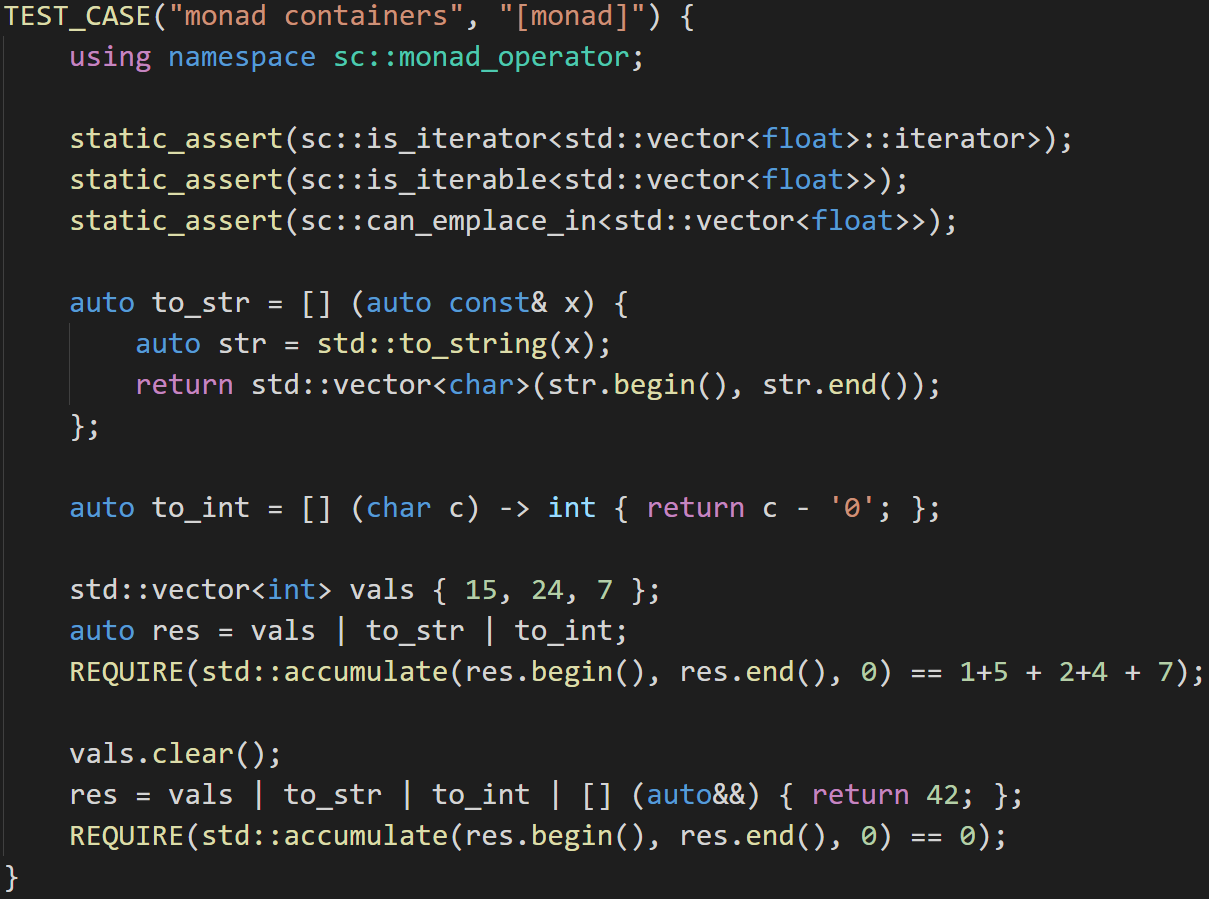 TEST_CASE("monad containers", "[monad]") {
    using namespace sc::monad_operator;

    static_assert(sc::is_iterator<std::vector<float>::iterator>);
    static_assert(sc::is_iterable<std::vector<float>>);
    static_assert(sc::can_emplace_in<std::vector<float>>);

    auto to_str = [] (auto const& x) {
        auto str = std::to_string(x);
        return std::vector<char>(str.begin(), str.end());
    };

    auto to_int = [] (char c) -> int { return c - '0'; };

    std::vector<int> vals { 15, 24, 7 };
    auto res = vals | to_str | to_int;
    REQUIRE(std::accumulate(res.begin(), res.end(), 0) == 1+5 + 2+4 + 7);

    vals.clear();
    res = vals | to_str | to_int | [] (auto&&) { return 42; };
    REQUIRE(std::accumulate(res.begin(), res.end(), 0) == 0);
}